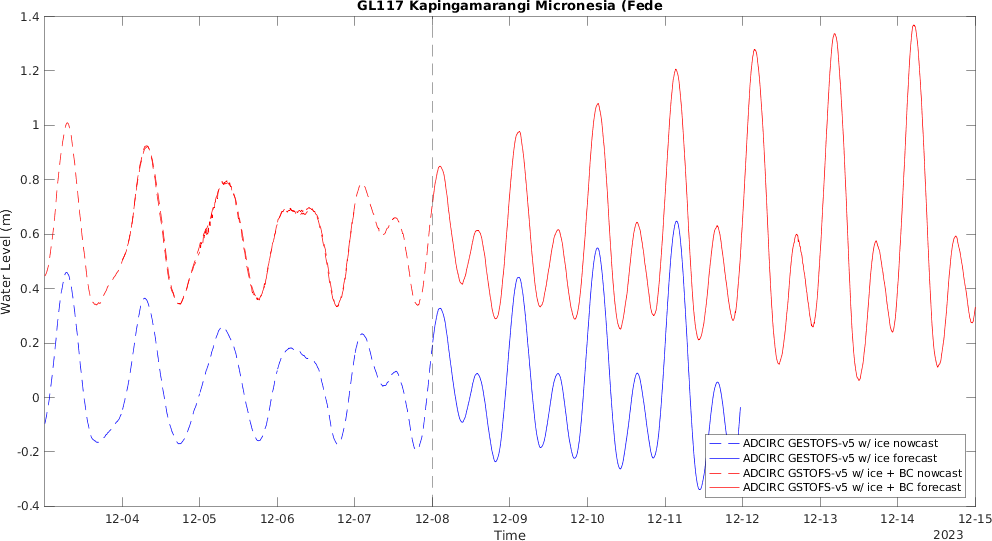 GL117 Kapingamarangi Micronesia (Fede
1.4
1.2
1
0.8
0.6
0.4
0.2
0
-0.2
-0.4
Water Level (m)
ADCIRC GESTOFS-v5 w/ ice nowcast
ADCIRC GESTOFS-v5 w/ ice forecast
ADCIRC GSTOFS-v5 w/ ice + BC nowcast
ADCIRC GSTOFS-v5 w/ ice + BC forecast
12-04 12-05 12-06 12-07 12-08 12-09 12-10 12-11 12-12 12-13 12-14 12-15
Time
2023